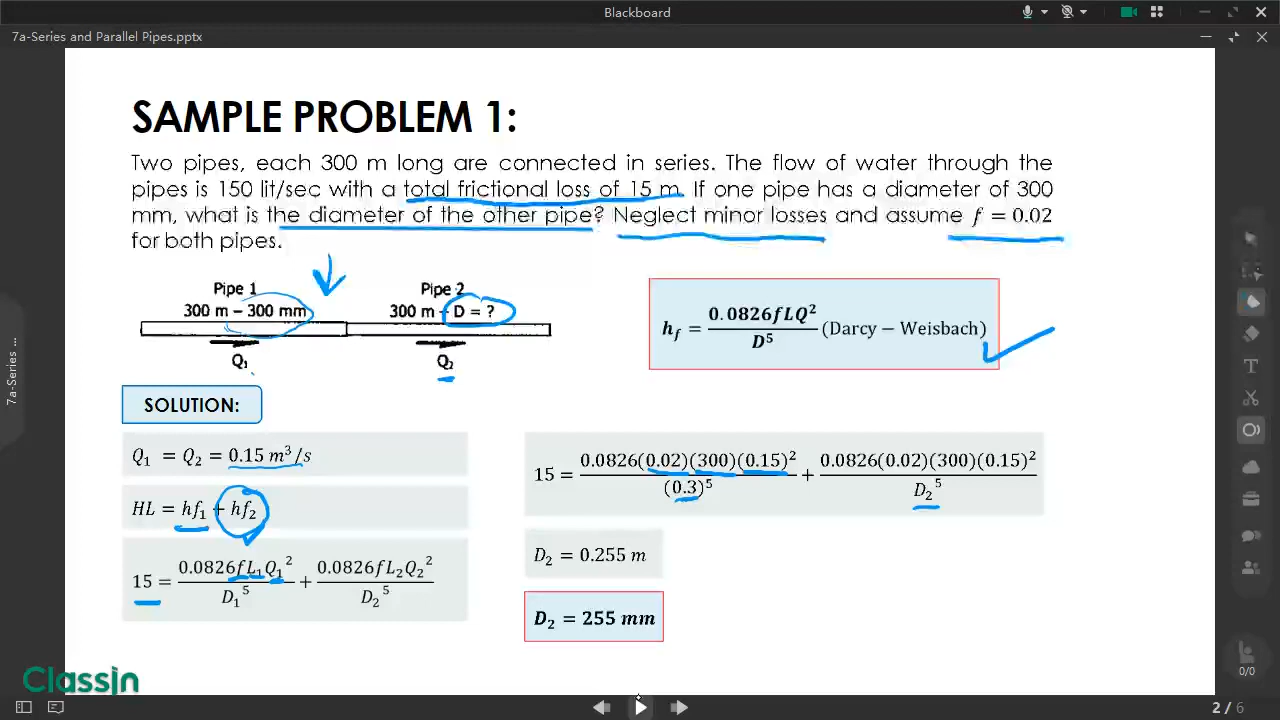 Blackboard
7a-Series and Parallel Pipes.pptx
SAMPLE PROBLEM 1:
Two pipes, each 300 m long are connected in series. The flow of water through the
pipes is 150 lit/sec with a total frictional loss of 15 m. If one pipe has a diameter of 300
mm, what is the diameter of the other pipe? Neglect minor losses and assume f = 0.02
for both pipes.
Pipe 1
300 m – 300 mm
Q₁
Pipe 2
300 m – D = ?
Q₂
h_f = 0.0826fLQ² / D⁵ (Darcy – Weisbach)
SOLUTION:
Q₁ = Q₂ = 0.15 m³/s
HL = hf₁ + hf₂
15 = 0.0826fL₁Q₁² / D₁⁵ + 0.0826fL₂Q₂² / D₂⁵
15 = 0.0826(0.02)(300)(0.15)² / (0.3)⁵ + 0.0826(0.02)(300)(0.15)² / D₂⁵
D₂ = 0.255 m
D₂ = 255 mm
7a-Series ...
T
0/0
ClassIn
2 / 6